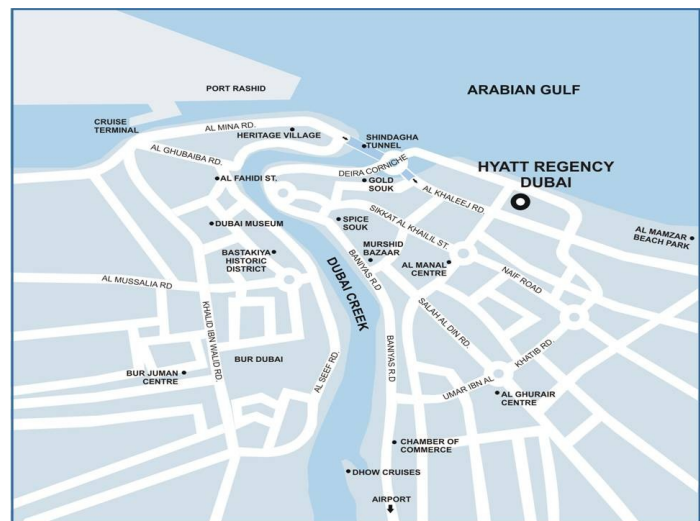 PORT RASHID
ARABIAN GULF
CRUISE
TERMINAL
AL MINA RD.
HERITAGE VILLAGE
SHINDAGHA
TUNNEL
AL GHUBAIBA RD.
DEIRA CORNICHE
HYATT REGENCY
DUBAI
AL FAHIDI ST.
GOLD
SOUK
AL KHALEEJ RD.
SIKKAT AL KHAILIL ST.
DUBAI MUSEUM
SPICE
SOUK
AL MAMZAR
BEACH PARK
MURSHID
BAZAAR
BASTAKIYA
HISTORIC
DISTRICT
DUBAI CREEK
BANIYAS R.D
AL MANAL
CENTRE
NAIF ROAD
AL MUSSALIA RD
KHALID IBN WALID RD.
SALAH AL DIN RD.
BANIYAS R.D
BUR DUBAI
AL SEEF RD.
KHATIB RD.
UMAR IBN AL
BUR JUMAN
CENTRE
AL GHURAIR
CENTRE
CHAMBER OF
COMMERCE
DHOW CRUISES
AIRPORT